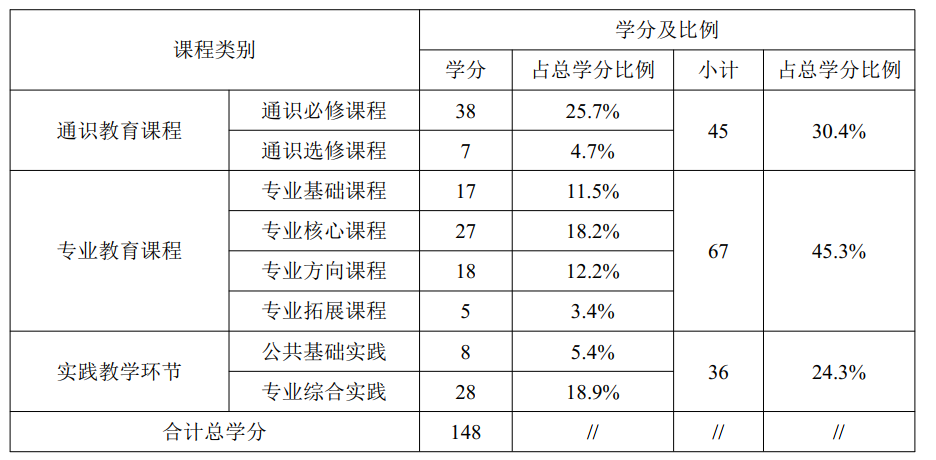 课程类别 学分及比例
学分 占总学分比例 小计 占总学分比例
通识教育课程 通识必修课程 38 25.7% 45 30.4%
通识选修课程 7 4.7%
专业教育课程 专业基础课程 17 11.5% 67 45.3%
专业核心课程 27 18.2%
专业方向课程 18 12.2%
专业拓展课程 5 3.4%
实践教学环节 公共基础实践 8 5.4% 36 24.3%
专业综合实践 28 18.9%
合计总学分 148 // // //